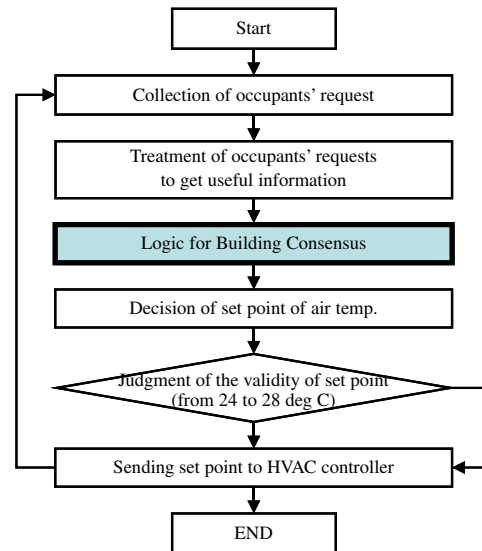 Start
Collection of occupants’ request
Treatment of occupants’ requests
to get useful information
Logic for Building Consensus
Decision of set point of air temp.
Judgment of the validity of set point
(from 24 to 28 deg C)
Sending set point to HVAC controller
END